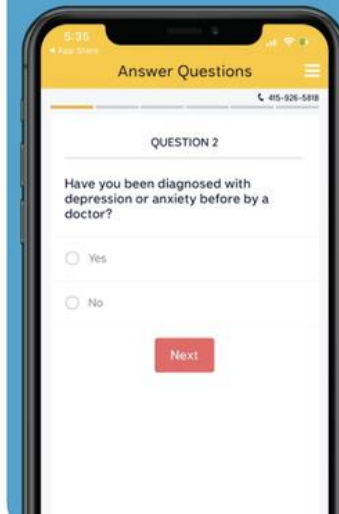 5:35
◀ App Store
Answer Questions
415-926-5818
QUESTION 2
Have you been diagnosed with
depression or anxiety before by a
doctor?
Yes
No
Next